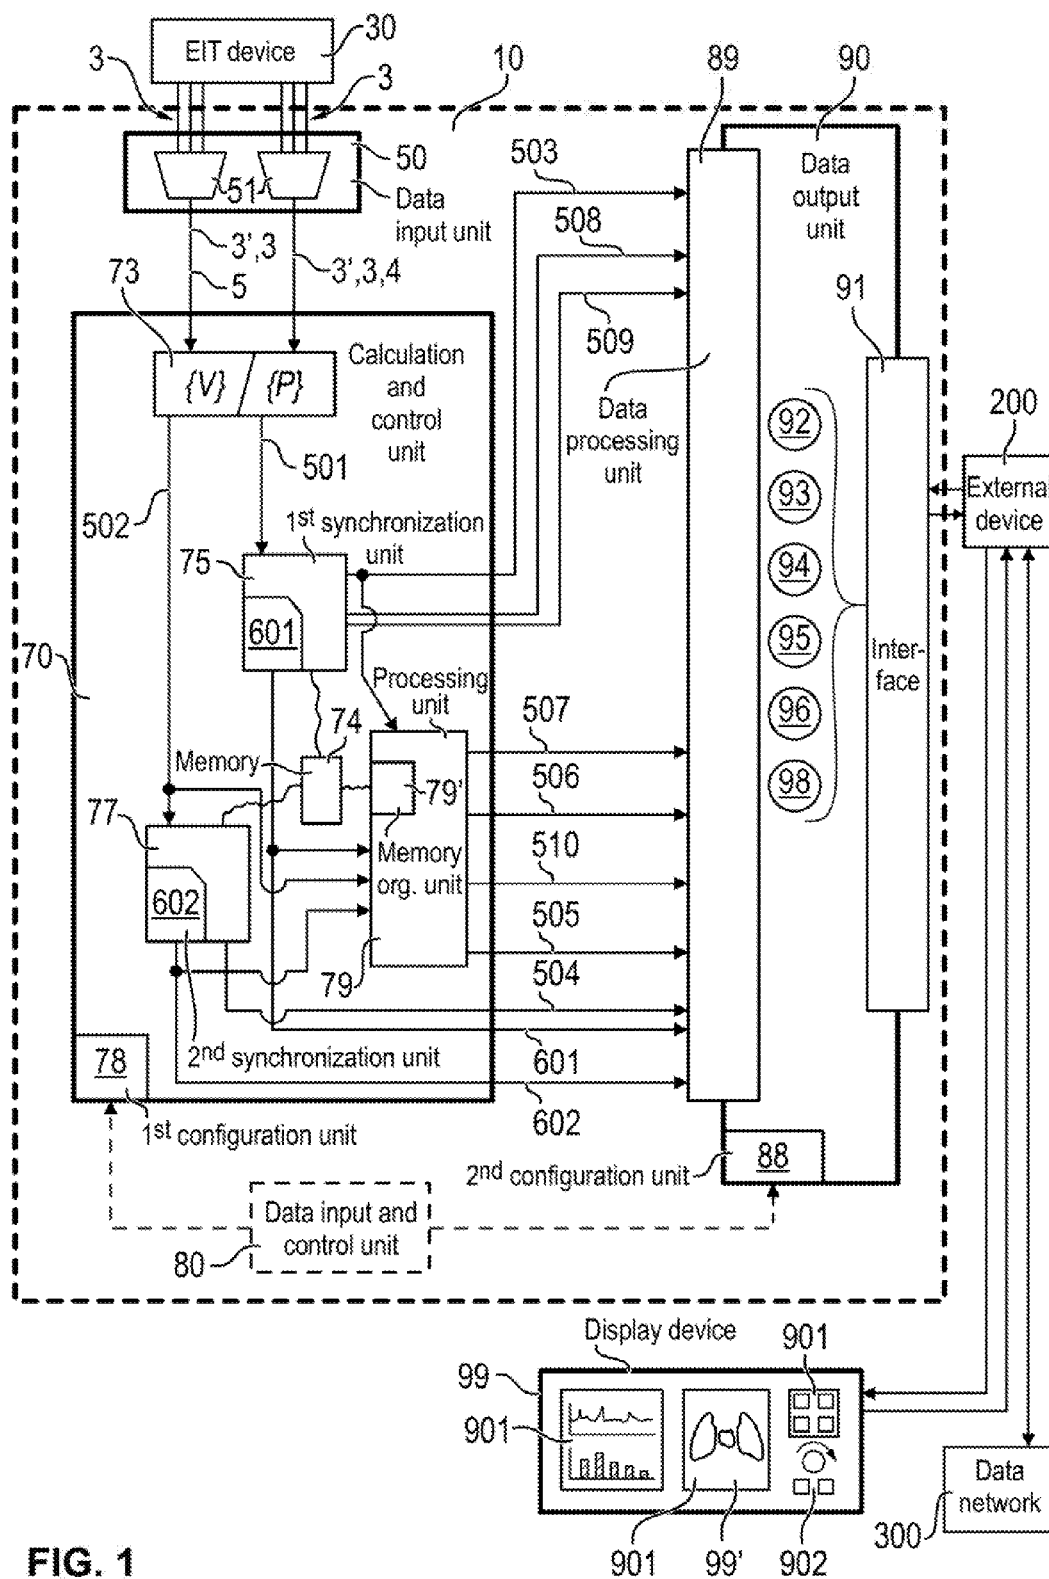 30
EIT device
3
3
10
89
90
50
51
Data
input unit
503
Data
output
unit
508
3',3
3',3,4
73
5
509
91
{V}
{P}
Calculation
and
control
unit
Data
processing
unit
92
200
501
502
93
External
device
1st synchronization
unit
75
94
601
95
70
Inter-
face
Processing
unit
507
96
74
Memory
79'
506
98
77
510
Memory
org. unit
602
505
79
504
2nd synchronization unit
78
601
602
1st configuration unit
2nd configuration unit
88
Data input and
control unit
80
Display device
901
99
901
Data
network
300
901
99'
902
FIG. 1